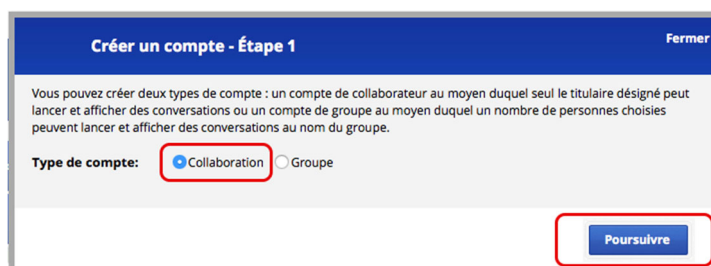 Créer un compte - Étape 1
Fermer
Vous pouvez créer deux types de compte : un compte de collaborateur au moyen duquel seul le titulaire désigné peut
lancer et afficher des conversations ou un compte de groupe au moyen duquel un nombre de personnes choisies
peuvent lancer et afficher des conversations au nom du groupe.
Type de compte: Collaboration Groupe
Poursuivre